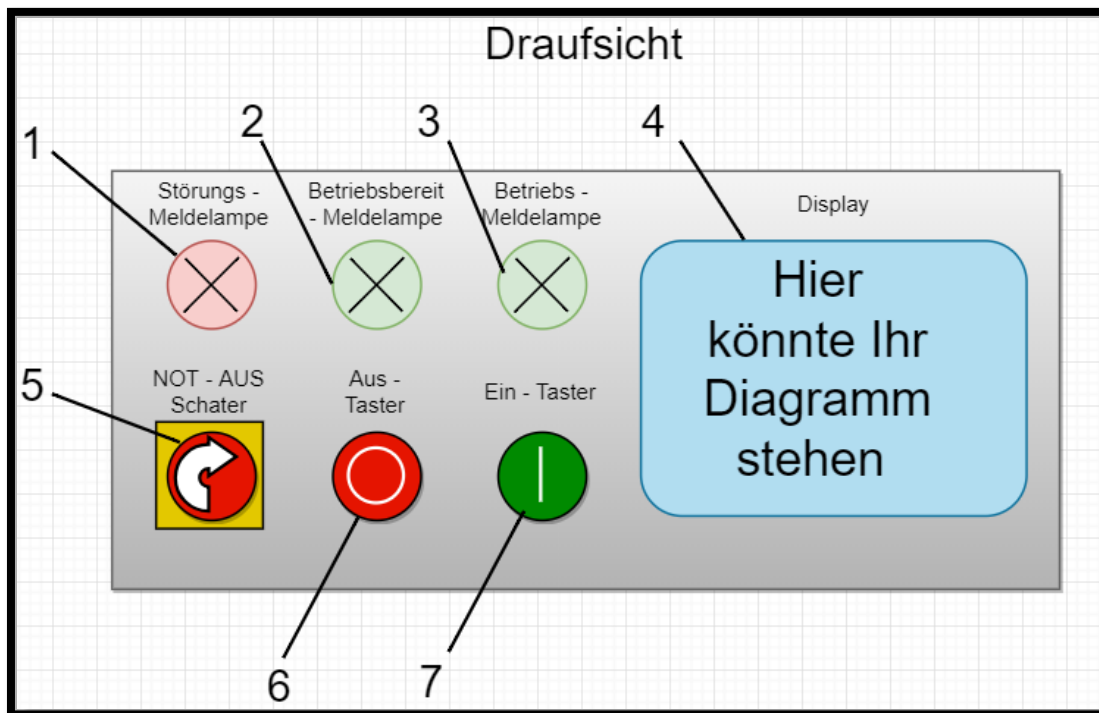 Draufsicht
1
2
3
4
Störungs -
Meldelampe
Betriebsbereit
- Meldelampe
Betriebs -
Meldelampe
Display
Hier
könnte Ihr
Diagramm
stehen
5
NOT - AUS
Schater
Aus -
Taster
Ein - Taster
6
7